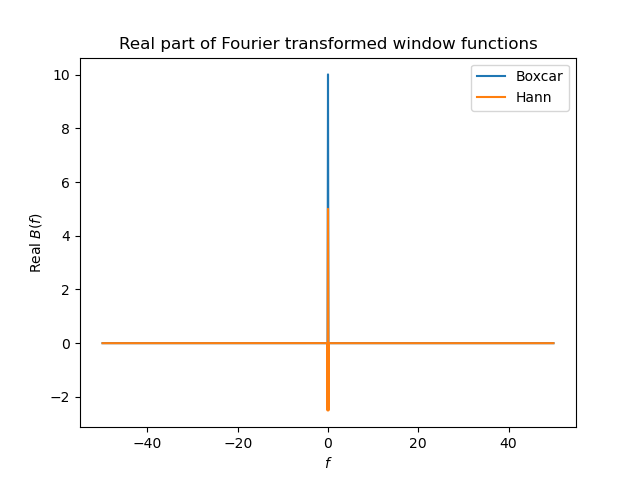 Real part of Fourier transformed window functions
Boxcar
Hann
10
8
6
4
2
0
−2
Real B(f)
−40
−20
0
20
40
f